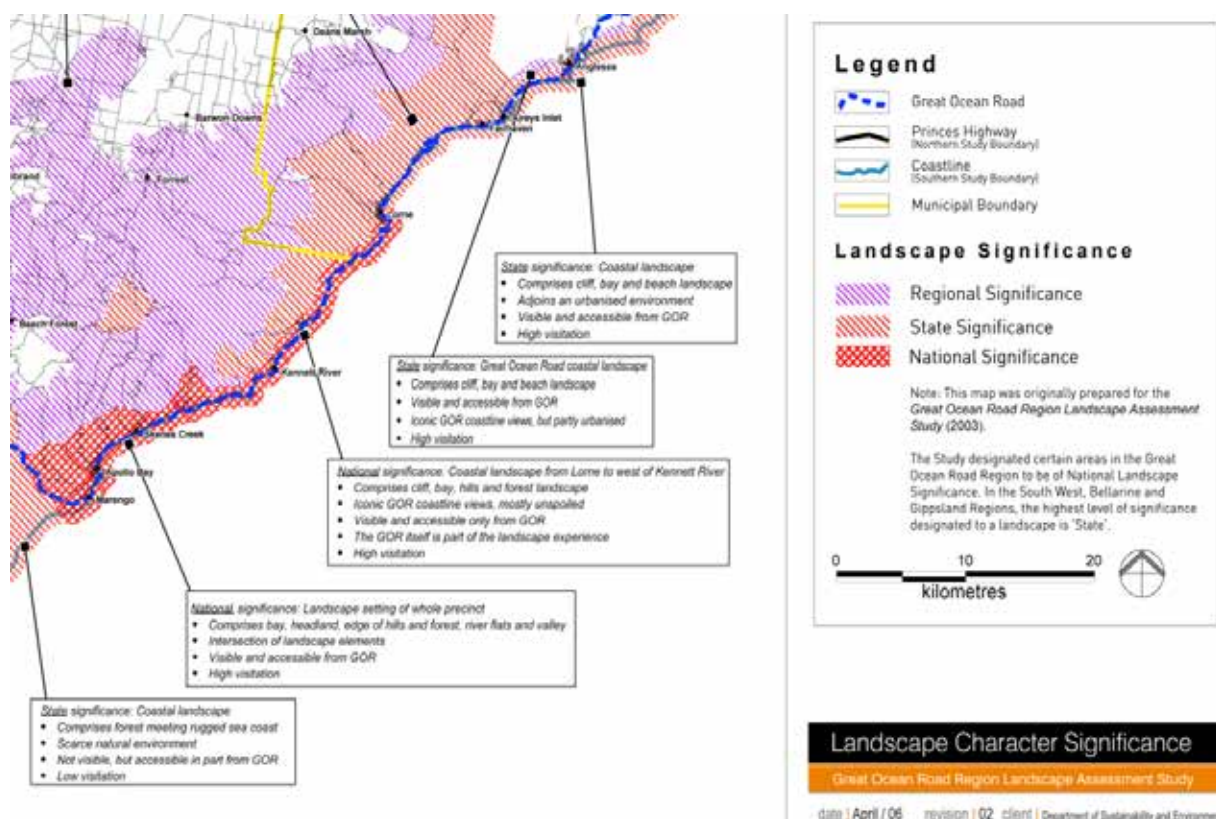 Deans March
Anglesea
Barwon Downs
Aireys Inlet
Fairhaven
Forrest
Lorne
Beech Forest
Kennett River
Skenes Creek
Apollo Bay
Marengo
State significance: Coastal landscape
• Comprises cliff, bay and beach landscape
• Adjoins an urbanised environment
• Visible and accessible from GOR
• High visitation
State significance: Great Ocean Road coastal landscape
• Comprises cliff, bay and beach landscape
• Visible and accessible from GOR
• Iconic GOR coastline views, but partly urbanised
• High visitation
National significance: Coastal landscape from Lorne to west of Kennett River
• Comprises cliff, bay, hills and forest landscape
• Iconic GOR coastline views, mostly unspoiled
• Visible and accessible only from GOR
• The GOR itself is part of the landscape experience
• High visitation
National significance: Landscape setting of whole precinct
• Comprises bay, headland, edge of hills and forest, river flats and valley
• Intersection of landscape elements
• Visible and accessible from GOR
• High visitation
State significance: Coastal landscape
• Comprises forest meeting rugged sea coast
• Scarce natural environment
• Not visible, but accessible in part from GOR
• Low visitation
Legend
Great Ocean Road
Princes Highway
(Northern Study Boundary)
Coastline
(Southern Study Boundary)
Municipal Boundary
Landscape Significance
Regional Significance
State Significance
National Significance
Note: This map was originally prepared for the
Great Ocean Road Region Landscape Assessment
Study (2003).
The Study designated certain areas in the Great
Ocean Road Region to be of National Landscape
Significance. In the South West, Bellarine and
Gippsland Regions, the highest level of significance
designated to a landscape is 'State'.
0 10 20
kilometres
Landscape Character Significance
Great Ocean Road Region Landscape Assessment Study
date | April / 06 revision | 02 client | Department of Sustainability and Environme